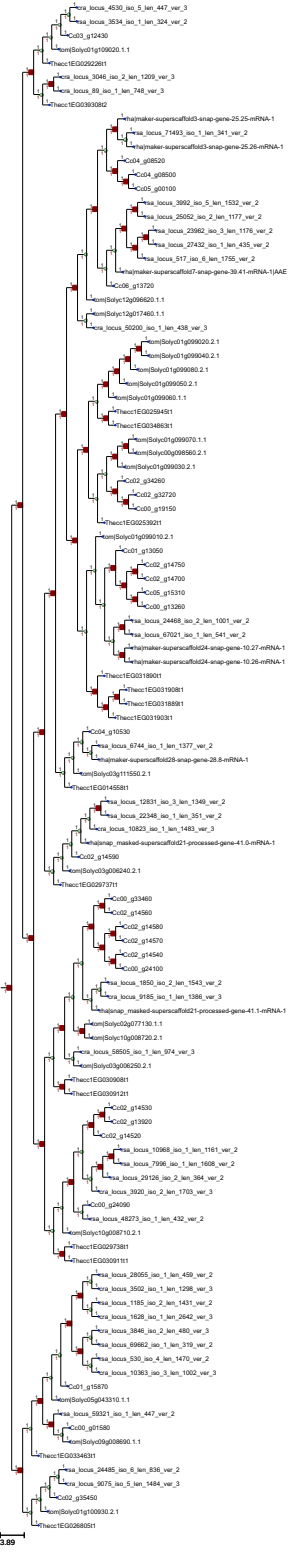 cra_locus_4530_iso_5_len_447_ver_3
rsa_locus_3534_iso_1_len_324_ver_2
Cc03_g12430
tom|Solyc01g109020.1.1
Thecc1EG029226t1
cra_locus_3046_iso_2_len_1209_ver_3
cra_locus_89_iso_1_len_748_ver_3
Thecc1EG039308t2
rha|maker-superscaffold3-snap-gene-25.25-mRNA-1
rsa_locus_71493_iso_1_len_341_ver_2
rha|maker-superscaffold3-snap-gene-25.26-mRNA-1
Cc04_g08520
Cc04_g08500
Cc05_g00100
rsa_locus_3992_iso_5_len_1532_ver_2
rsa_locus_25052_iso_2_len_1177_ver_2
rsa_locus_23962_iso_3_len_1176_ver_2
rsa_locus_27432_iso_1_len_435_ver_2
rsa_locus_517_iso_6_len_1755_ver_2
rha|maker-superscaffold7-snap-gene-39.41-mRNA-1|AAE
Cc06_g13720
tom|Solyc12g096620.1.1
tom|Solyc12g017460.1.1
cra_locus_50200_iso_1_len_438_ver_3
tom|Solyc01g099020.2.1
tom|Solyc01g099040.2.1
tom|Solyc01g099080.2.1
tom|Solyc01g099050.2.1
tom|Solyc01g099060.1.1
Thecc1EG025945t1
Thecc1EG034863t1
tom|Solyc01g099070.1.1
tom|Solyc00g098560.2.1
tom|Solyc01g099030.2.1
Cc02_g34260
Cc02_g32720
Cc00_g19150
Thecc1EG025392t1
tom|Solyc01g099010.2.1
Cc01_g13050
Cc02_g14750
Cc02_g14700
Cc05_g15310
Cc00_g13260
rsa_locus_24468_iso_2_len_1001_ver_2
rsa_locus_67021_iso_1_len_541_ver_2
rha|maker-superscaffold24-snap-gene-10.27-mRNA-1
rha|maker-superscaffold24-snap-gene-10.26-mRNA-1
Thecc1EG031890t1
Thecc1EG031908t1
Thecc1EG031889t1
Thecc1EG031903t1
Cc04_g10530
rsa_locus_6744_iso_1_len_1377_ver_2
rha|maker-superscaffold28-snap-gene-28.8-mRNA-1
tom|Solyc03g111550.2.1
Thecc1EG014558t1
rsa_locus_12831_iso_3_len_1349_ver_2
rsa_locus_22348_iso_1_len_351_ver_2
cra_locus_10823_iso_1_len_1483_ver_3
rha|snap_masked-superscaffold21-processed-gene-41.0-mRNA-1
Cc02_g14590
tom|Solyc03g006240.2.1
Thecc1EG029737t1
Cc00_g33460
Cc02_g14560
Cc02_g14580
Cc02_g14570
Cc02_g14540
Cc00_g24100
rsa_locus_1850_iso_2_len_1543_ver_2
cra_locus_9185_iso_1_len_1386_ver_3
rha|snap_masked-superscaffold21-processed-gene-41.1-mRNA-1
tom|Solyc02g077130.1.1
tom|Solyc10g008720.2.1
cra_locus_58505_iso_1_len_974_ver_3
tom|Solyc03g006250.2.1
Thecc1EG030908t1
Thecc1EG030912t1
Cc02_g14530
Cc02_g13920
Cc02_g14520
rsa_locus_10968_iso_1_len_1161_ver_2
rsa_locus_7996_iso_1_len_1608_ver_2
rsa_locus_29126_iso_2_len_364_ver_2
cra_locus_3920_iso_2_len_1703_ver_3
Cc00_g24090
rsa_locus_48273_iso_1_len_432_ver_2
tom|Solyc10g008710.2.1
Thecc1EG029738t1
Thecc1EG030911t1
rsa_locus_28055_iso_1_len_459_ver_2
cra_locus_3502_iso_1_len_1298_ver_3
rsa_locus_1185_iso_2_len_1431_ver_2
cra_locus_1628_iso_1_len_2642_ver_3
cra_locus_3846_iso_2_len_480_ver_3
rsa_locus_69662_iso_1_len_319_ver_2
rsa_locus_530_iso_4_len_1470_ver_2
cra_locus_10363_iso_3_len_1002_ver_3
Cc01_g15870
tom|Solyc05g043310.1.1
rsa_locus_59321_iso_1_len_447_ver_2
Cc00_g01580
tom|Solyc09g008690.1.1
Thecc1EG033463t1
rsa_locus_24485_iso_6_len_836_ver_2
cra_locus_9075_iso_5_len_1484_ver_3
Cc02_g35450
tom|Solyc01g100930.2.1
Thecc1EG026805t1
3.89